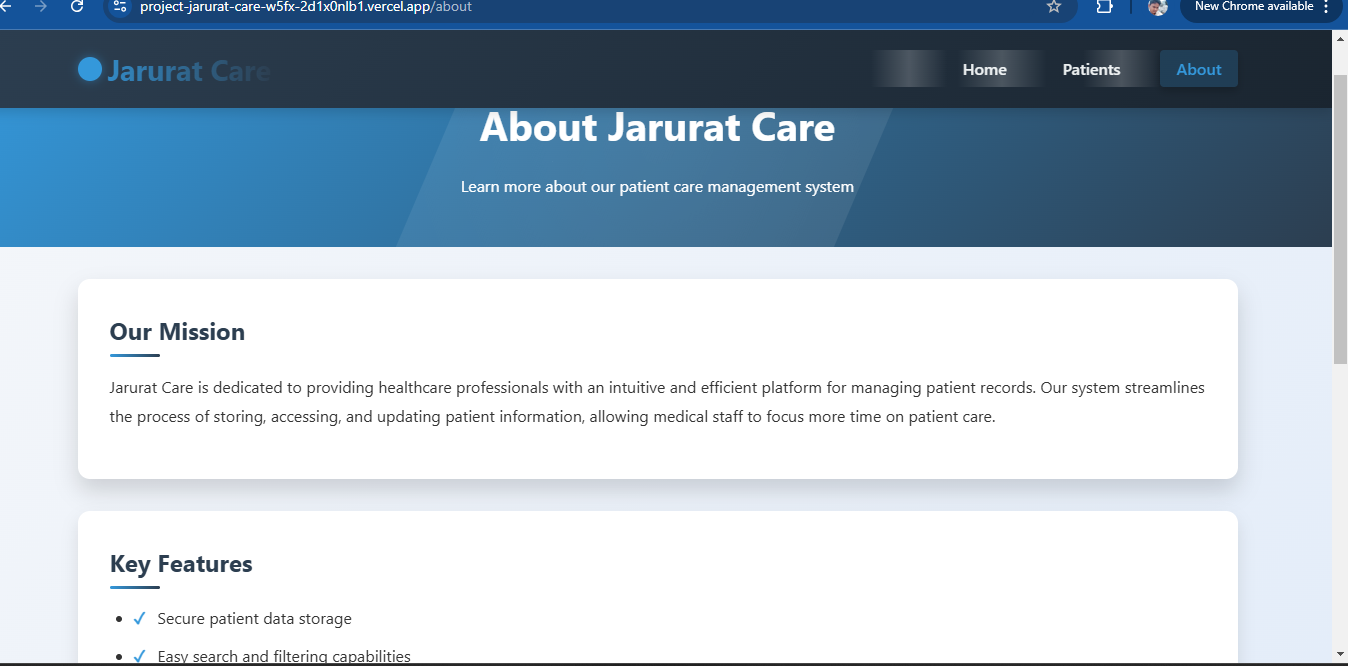 project-jarurat-care-w5fx-2d1x0nlb1.vercel.app/about
New Chrome available
Jarurat Care
Home
Patients
About
About Jarurat Care
Learn more about our patient care management system
Our Mission
Jarurat Care is dedicated to providing healthcare professionals with an intuitive and efficient platform for managing patient records. Our system streamlines
the process of storing, accessing, and updating patient information, allowing medical staff to focus more time on patient care.
Key Features
• ✓ Secure patient data storage
• ✓ Easy search and filtering capabilities